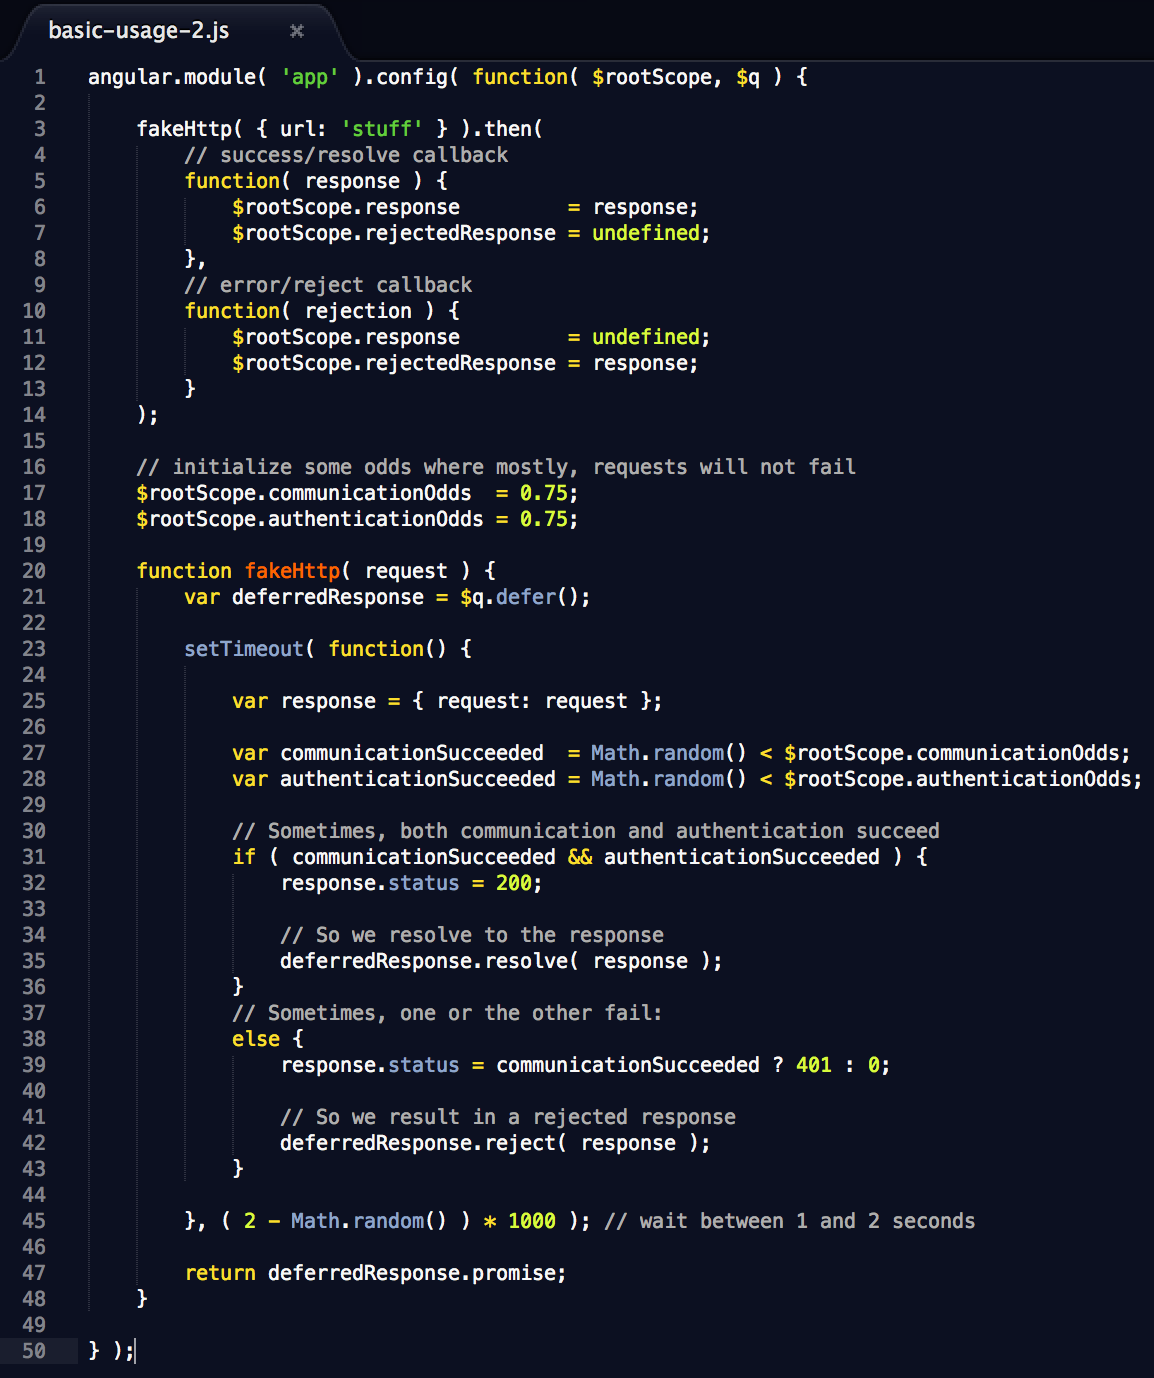 basic-usage-2.js ×
1 angular.module( 'app' ).config( function( $rootScope, $q ) {
2
3     fakeHttp( { url: 'stuff' } ).then(
4         // success/resolve callback
5         function( response ) {
6             $rootScope.response         = response;
7             $rootScope.rejectedResponse = undefined;
8         },
9         // error/reject callback
10         function( rejection ) {
11             $rootScope.response         = undefined;
12             $rootScope.rejectedResponse = response;
13         }
14     );
15
16     // initialize some odds where mostly, requests will not fail
17     $rootScope.communicationOdds  = 0.75;
18     $rootScope.authenticationOdds = 0.75;
19
20     function fakeHttp( request ) {
21         var deferredResponse = $q.defer();
22
23         setTimeout( function() {
24
25             var response = { request: request };
26
27             var communicationSucceeded  = Math.random() < $rootScope.communicationOdds;
28             var authenticationSucceeded = Math.random() < $rootScope.authenticationOdds;
29
30             // Sometimes, both communication and authentication succeed
31             if ( communicationSucceeded && authenticationSucceeded ) {
32                 response.status = 200;
33
34                 // So we resolve to the response
35                 deferredResponse.resolve( response );
36             }
37             // Sometimes, one or the other fail:
38             else {
39                 response.status = communicationSucceeded ? 401 : 0;
40
41                 // So we result in a rejected response
42                 deferredResponse.reject( response );
43             }
44
45         }, ( 2 - Math.random() ) * 1000 ); // wait between 1 and 2 seconds
46
47         return deferredResponse.promise;
48     }
49
50 } );